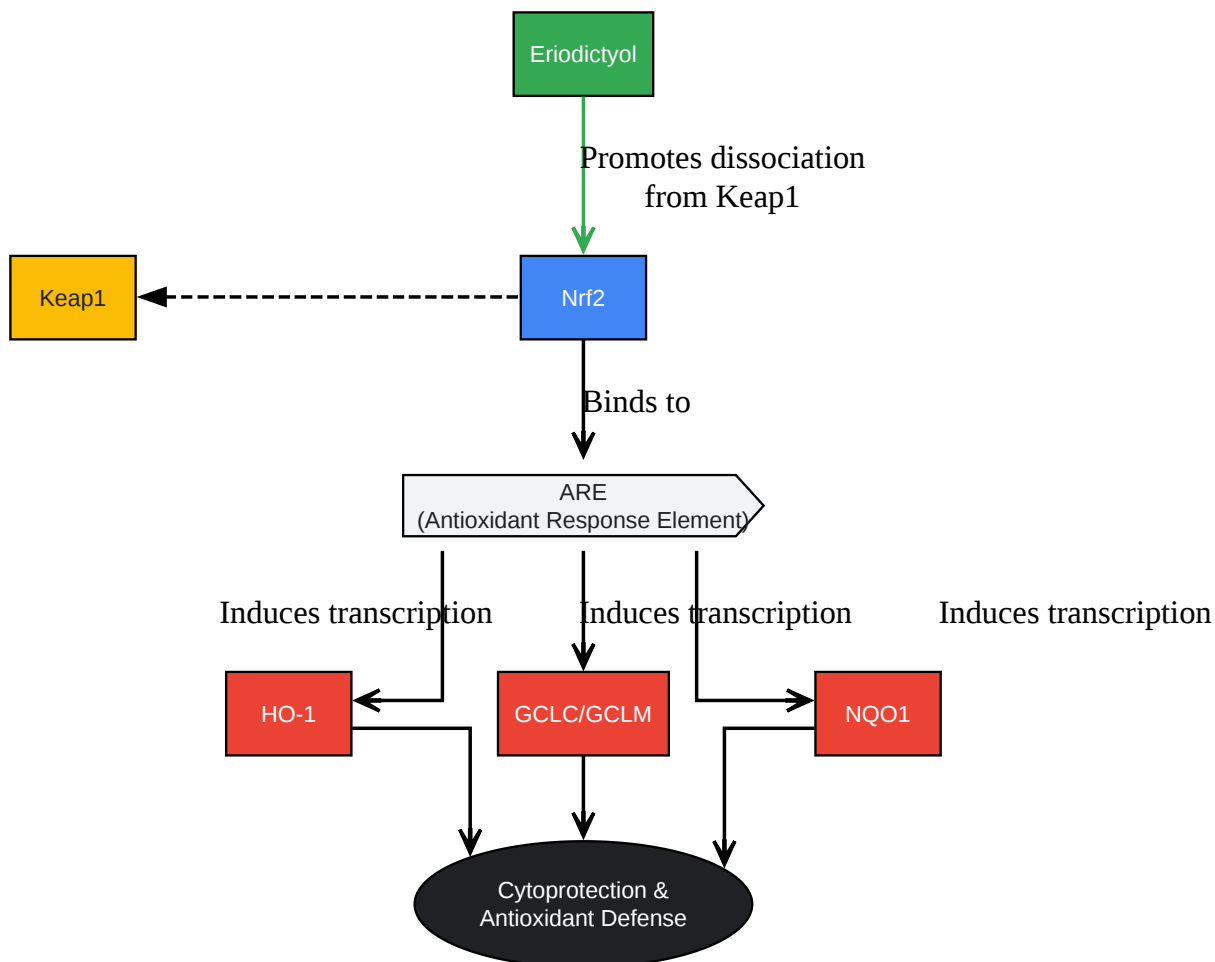 Eriodictyol
Promotes dissociation
from Keap1
Keap1
Nrf2
Binds to
ARE
(Antioxidant Response Element)
Induces transcription
Induces transcription
Induces transcription
HO-1
GCLC/GCLM
NQO1
Cytoprotection &
Antioxidant Defense